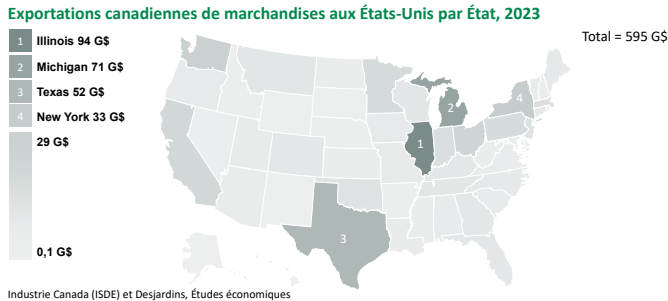 Exportations canadiennes de marchandises aux États-Unis par État, 2023
Total = 595 G$
1 Illinois 94 G$
2 Michigan 71 G$
3 Texas 52 G$
4 New York 33 G$
29 G$
0,1 G$
1
2
3
4
Industrie Canada (ISDE) et Desjardins, Études économiques